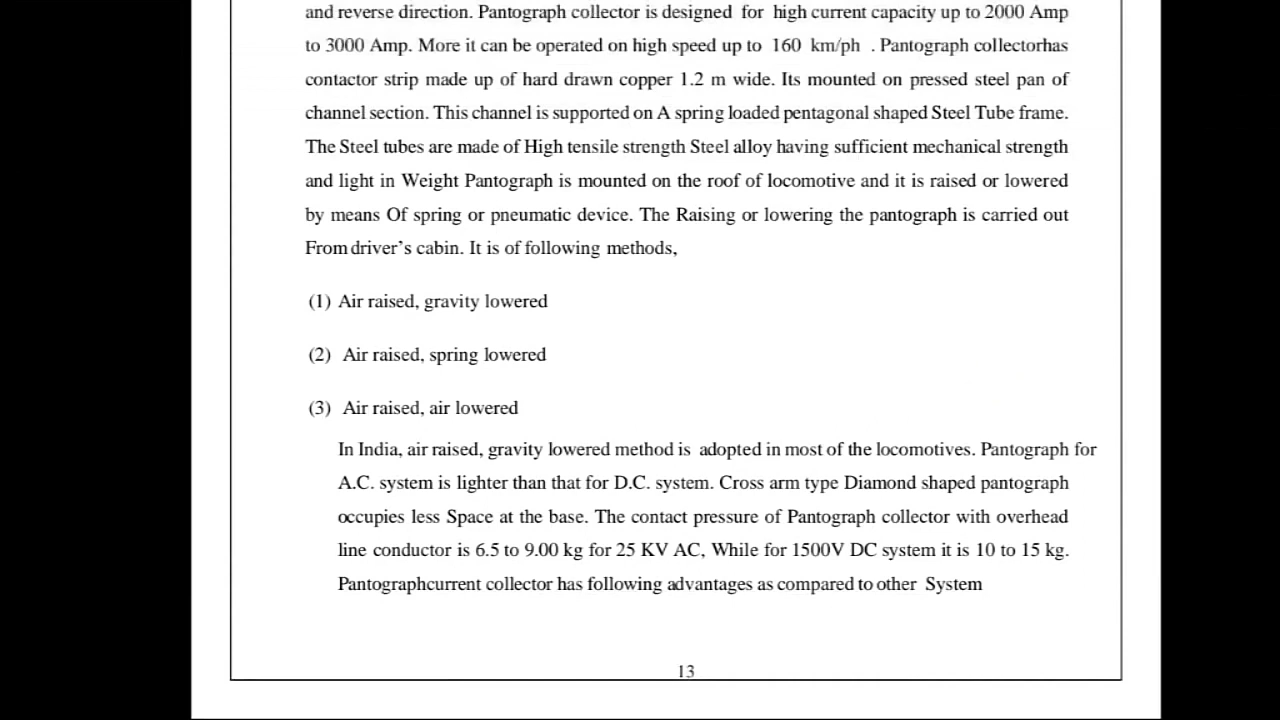 and reverse direction. Pantograph collector is designed for high current capacity up to 2000 Amp
to 3000 Amp. More it can be operated on high speed up to 160 km/ph . Pantograph collectorhas
contactor strip made up of hard drawn copper 1.2 m wide. Its mounted on pressed steel pan of
channel section. This channel is supported on A spring loaded pentagonal shaped Steel Tube frame.
The Steel tubes are made of High tensile strength Steel alloy having sufficient mechanical strength
and light in Weight Pantograph is mounted on the roof of locomotive and it is raised or lowered
by means Of spring or pneumatic device. The Raising or lowering the pantograph is carried out
From driver’s cabin. It is of following methods,
(1) Air raised, gravity lowered
(2) Air raised, spring lowered
(3) Air raised, air lowered
In India, air raised, gravity lowered method is adopted in most of the locomotives. Pantograph for
A.C. system is lighter than that for D.C. system. Cross arm type Diamond shaped pantograph
occupies less Space at the base. The contact pressure of Pantograph collector with overhead
line conductor is 6.5 to 9.00 kg for 25 KV AC, While for 1500V DC system it is 10 to 15 kg.
Pantographcurrent collector has following advantages as compared to other System
13